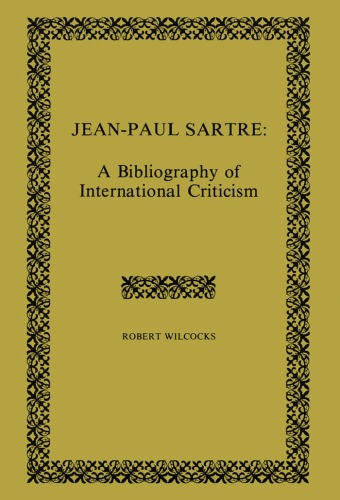 JEAN-PAUL SARTRE:
A Bibliography of
International Criticism
ROBERT WILCOCKS